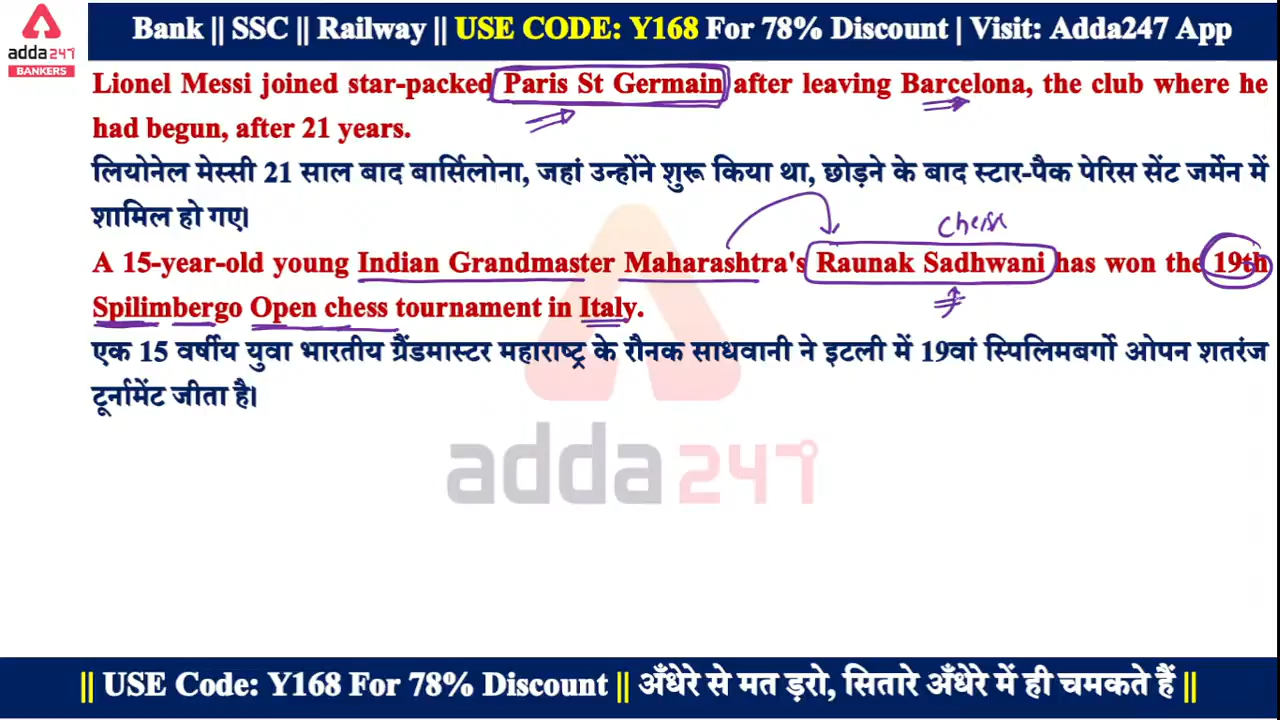 Bank || SSC || Railway || USE CODE: Y168 For 78% Discount | Visit: Adda247 App
adda247
BANKERS
Lionel Messi joined star-packed Paris St Germain after leaving Barcelona, the club where he
had begun, after 21 years.
लियोनेल मेस्सी 21 साल बाद बार्सिलोना, जहां उन्होंने शुरू किया था, छोड़ने के बाद स्टार-पैक पेरिस सेंट जर्मेन में
शामिल हो गए।
chess
A 15-year-old young Indian Grandmaster Maharashtra's Raunak Sadhwani has won the 19th
Spilimbergo Open chess tournament in Italy.
एक 15 वर्षीय युवा भारतीय ग्रैंडमास्टर महाराष्ट्र के रौनक साधवानी ने इटली में 19वां स्पिलिमबर्गो ओपन शतरंज
टूर्नामेंट जीता है।
adda247
|| USE Code: Y168 For 78% Discount || अँधेरे से मत ड़रो, सितारे अँधेरे में ही चमकते हैं ||